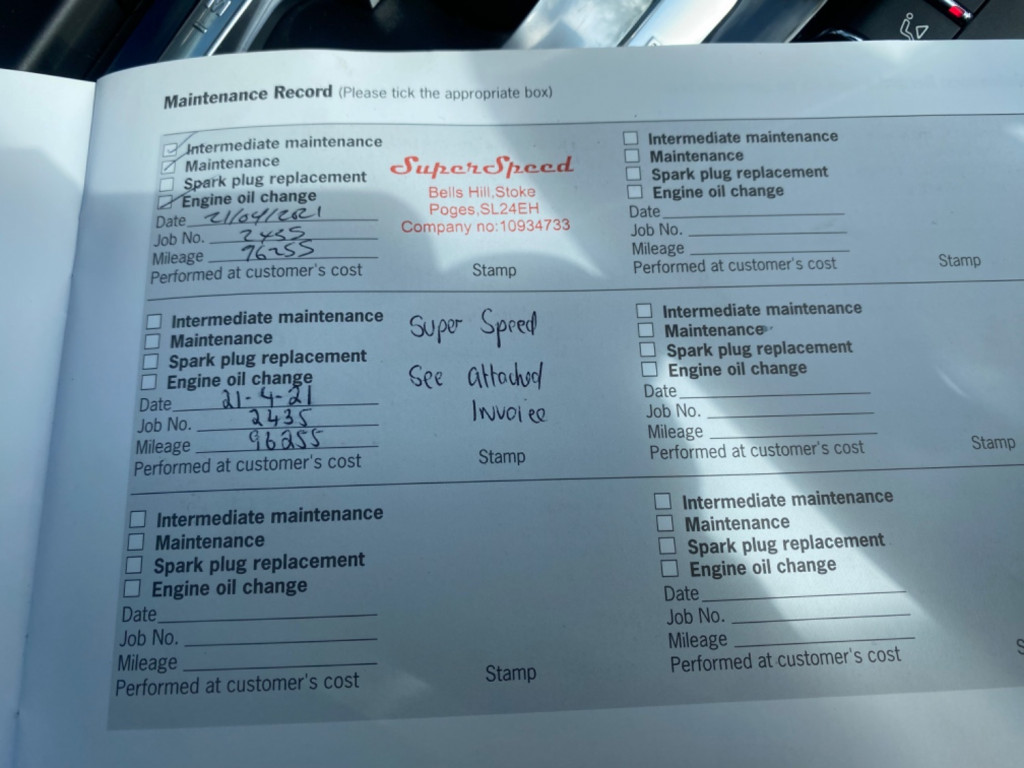 Maintenance Record (Please tick the appropriate box)
Intermediate maintenance
Maintenance
Spark plug replacement
Engine oil change
Date 21/04/2021
Job No. 2435
Mileage 96255
Performed at customer's cost
SuperSpeed
Bells Hill,Stoke
Poges,SL24EH
Company no:10934733
Stamp
Intermediate maintenance
Maintenance
Spark plug replacement
Engine oil change
Date
Job No.
Mileage
Performed at customer's cost
Stamp
Intermediate maintenance
Maintenance
Spark plug replacement
Engine oil change
Date 21-4-21
Job No. 2435
Mileage 96255
Performed at customer's cost
Super Speed
See attached
Invoice
Stamp
Intermediate maintenance
Maintenance
Spark plug replacement
Engine oil change
Date
Job No.
Mileage
Performed at customer's cost
Stamp
Intermediate maintenance
Maintenance
Spark plug replacement
Engine oil change
Date
Job No.
Mileage
Performed at customer's cost
Stamp
Intermediate maintenance
Maintenance
Spark plug replacement
Engine oil change
Date
Job No.
Mileage
Performed at customer's cost